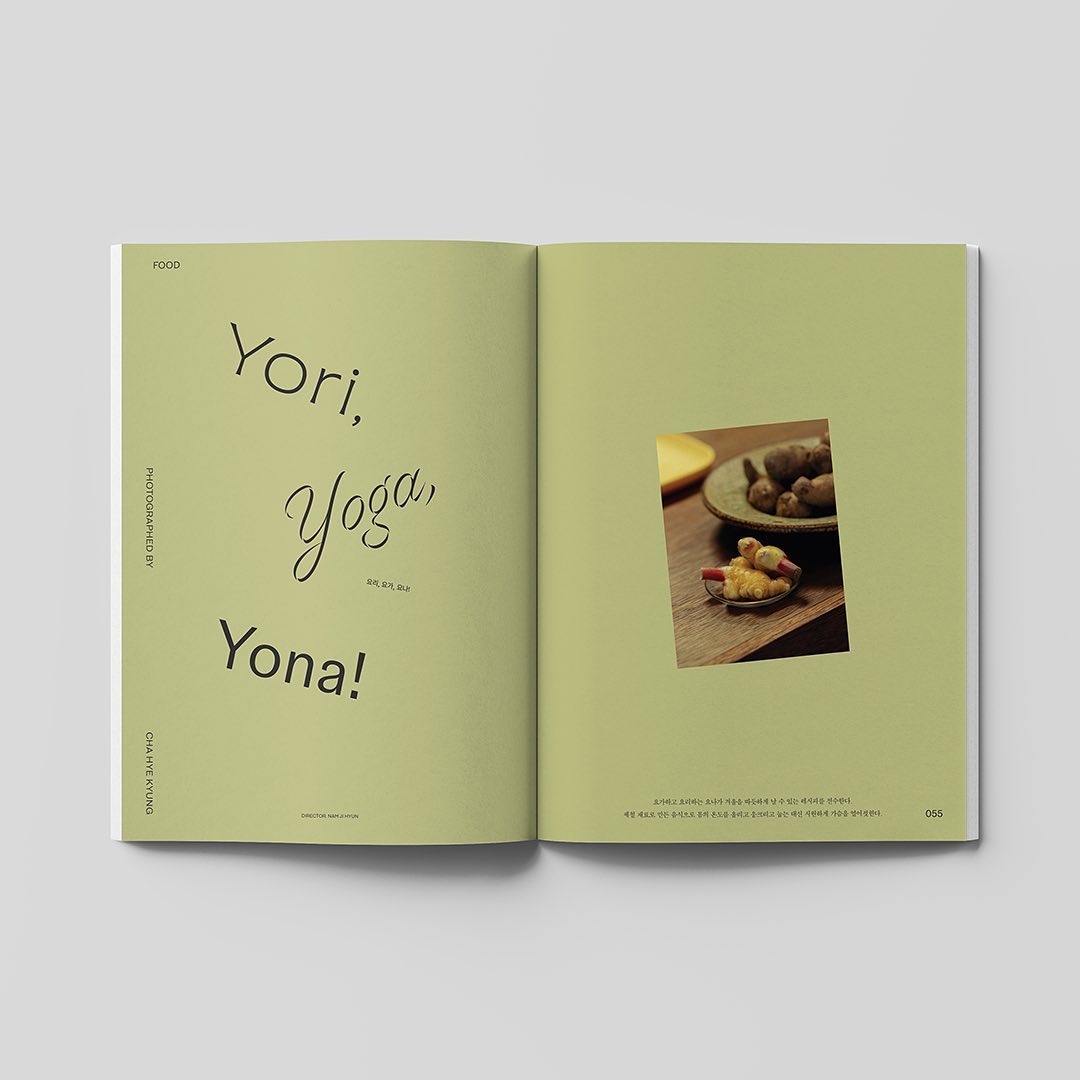 FOOD
Yori,
Yoga,
요리, 요가, 요나!
Yona!
PHOTOGRAPHED BY
CHA HYE KYUNG
DIRECTOR. NAM JI HYUN
요가하고 요리하는 요나가 겨울을 따듯하게 날 수 있는 레시피를 전수한다.
제철 재료로 만든 음식으로 몸의 온도를 올리고 웅크리고 눕는 대신 시원하게 가슴을 열어젖힌다.
055